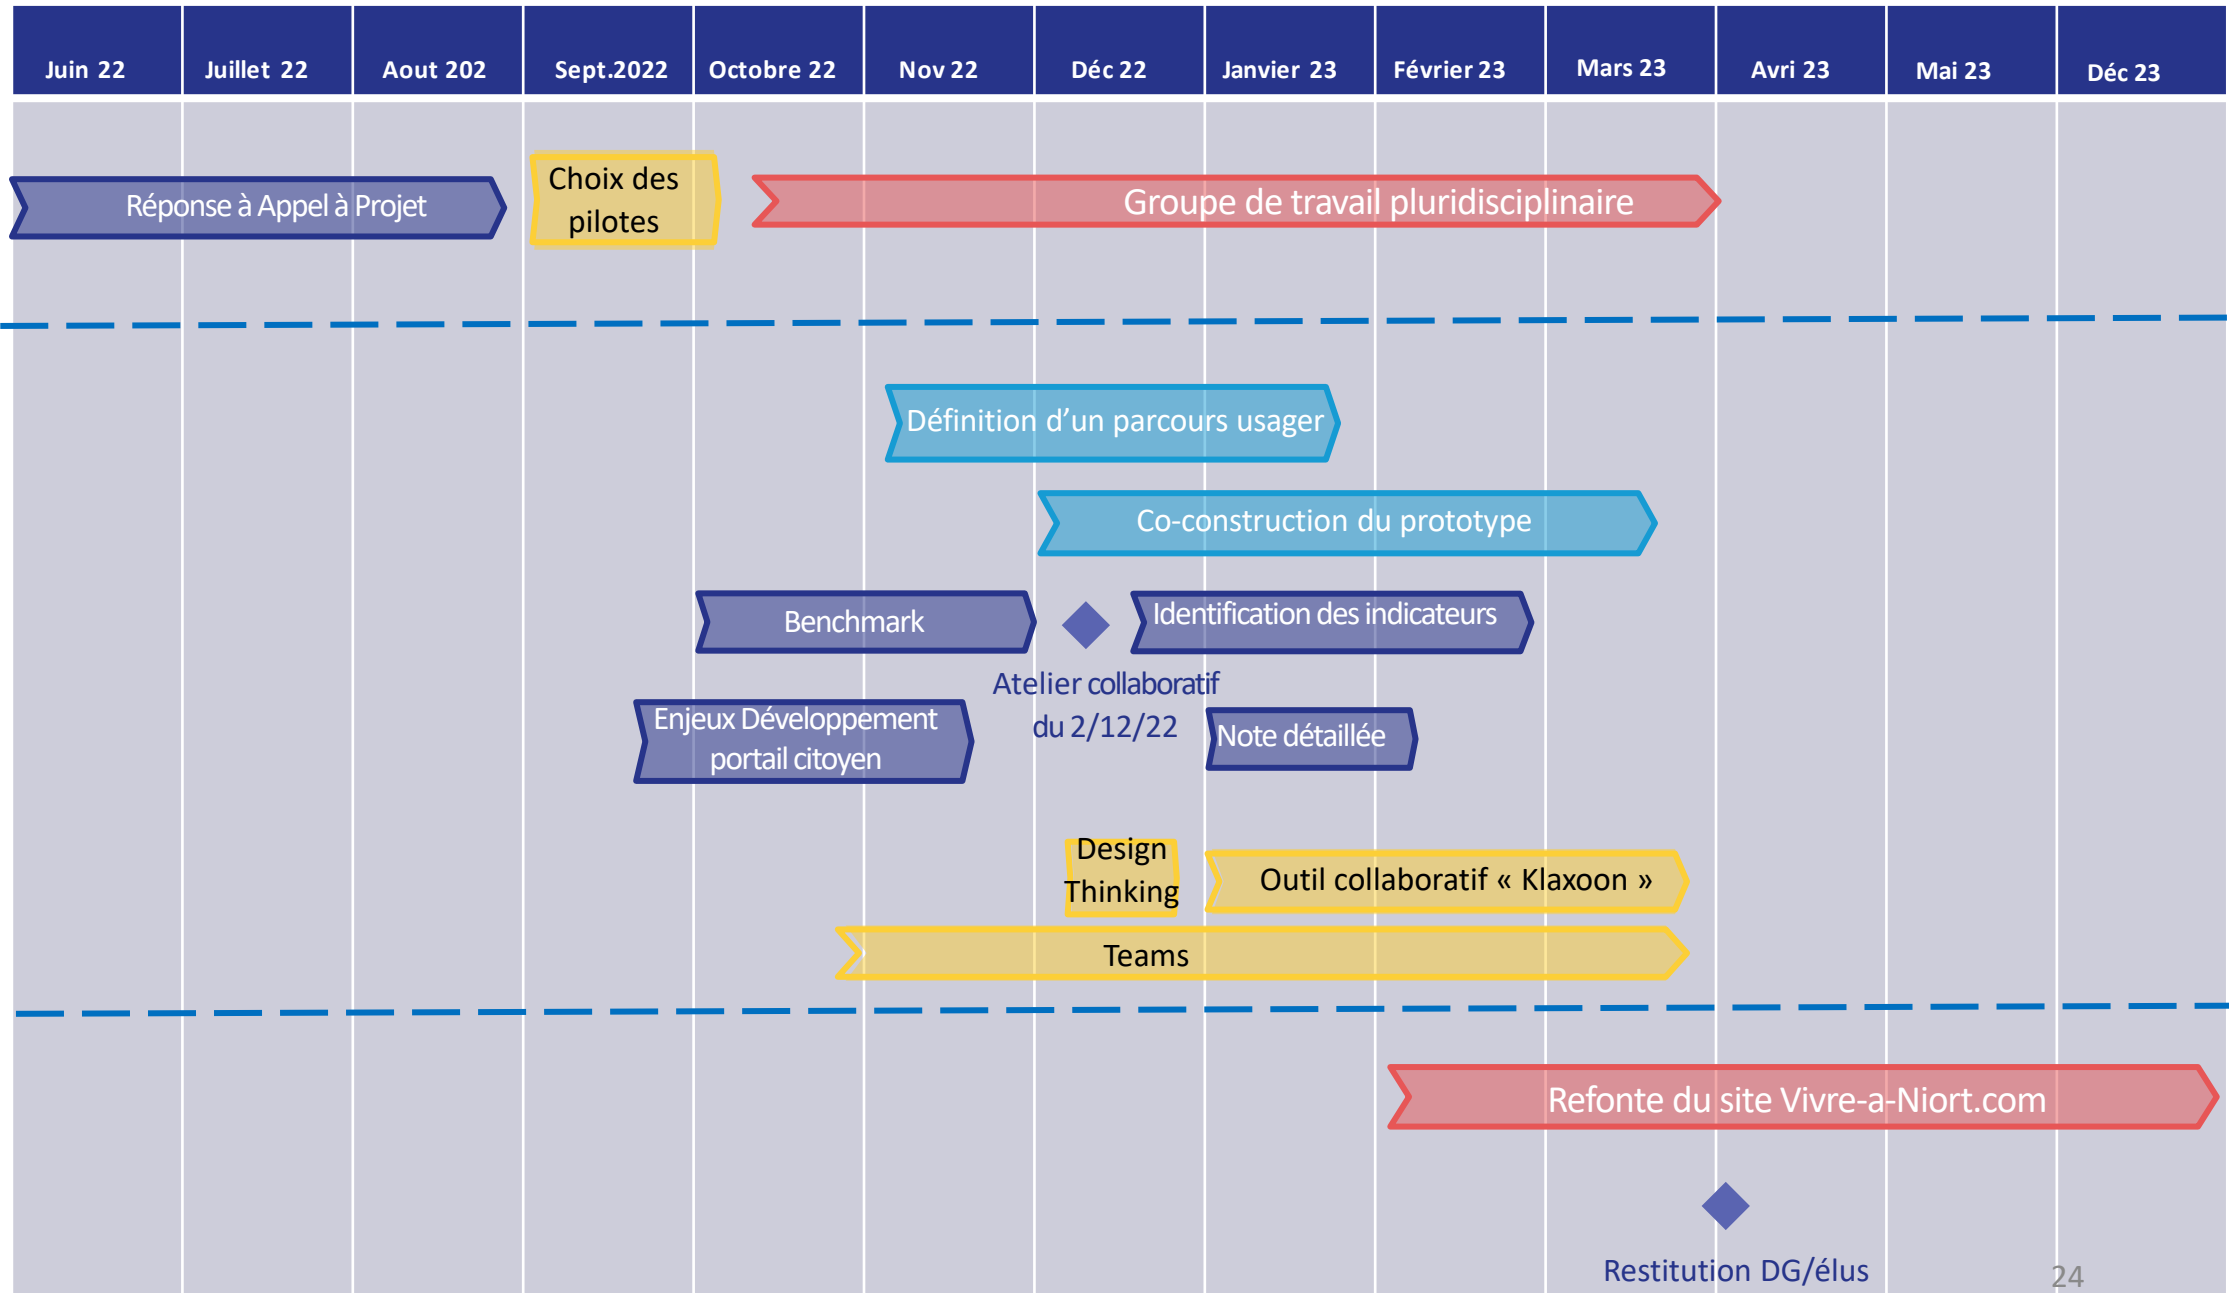 Juin 22
Juillet 22
Aout 202
Sept.2022
Octobre 22
Nov 22
Déc 22
Janvier 23
Février 23
Mars 23
Avri 23
Mai 23
Déc 23
Réponse à Appel à Projet
Choix des
pilotes
Groupe de travail pluridisciplinaire
Définition d’un parcours usager
Co-construction du prototype
Benchmark
Identification des indicateurs
Atelier collaboratif
du 2/12/22
Enjeux Développement
portail citoyen
Note détaillée
Design
Thinking
Outil collaboratif « Klaxoon »
Teams
Refonte du site Vivre-a-Niort.com
Restitution DG/élus
24